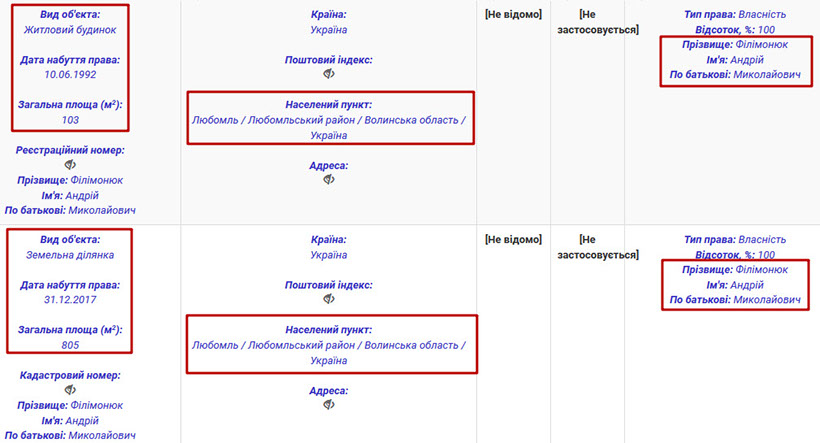 Вид об'єкта:
Житловий будинок
Дата набуття права:
10.06.1992
Загальна площа (м²):
103
Реєстраційний номер:
Прізвище: Філімонюк
Ім'я: Андрій
По батькові: Миколайович
Країна:
Україна
Поштовий індекс:
Населений пункт:
Любомль / Любомльський район / Волинська область /
Україна
Адреса:
[Не відомо]
[Не
застосовується]
Тип права: Власність
Відсоток, %: 100
Прізвище: Філімонюк
Ім'я: Андрій
По батькові: Миколайович
Вид об'єкта:
Земельна ділянка
Дата набуття права:
31.12.2017
Загальна площа (м²):
805
Кадастровий номер:
Прізвище: Філімонюк
Ім'я: Андрій
По батькові: Миколайович
Країна:
Україна
Поштовий індекс:
Населений пункт:
Любомль / Любомльський район / Волинська область /
Україна
Адреса:
[Не відомо]
[Не
застосовується]
Тип права: Власність
Відсоток, %: 100
Прізвище: Філімонюк
Ім'я: Андрій
По батькові: Миколайович